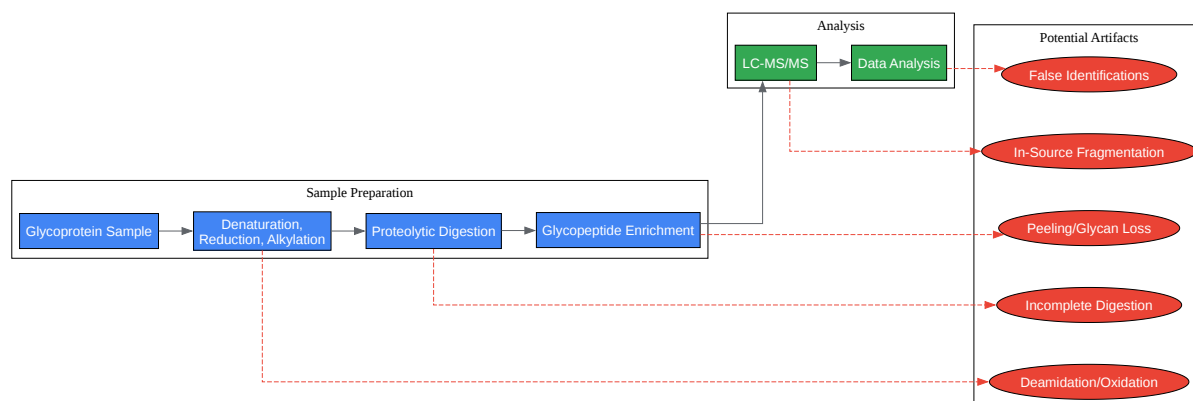 Analysis
LC-MS/MS
Data Analysis
Potential Artifacts
False Identifications
In-Source Fragmentation
Peeling/Glycan Loss
Incomplete Digestion
Deamidation/Oxidation
Sample Preparation
Glycoprotein Sample
Denaturation,
Reduction, Alkylation
Proteolytic Digestion
Glycopeptide Enrichment